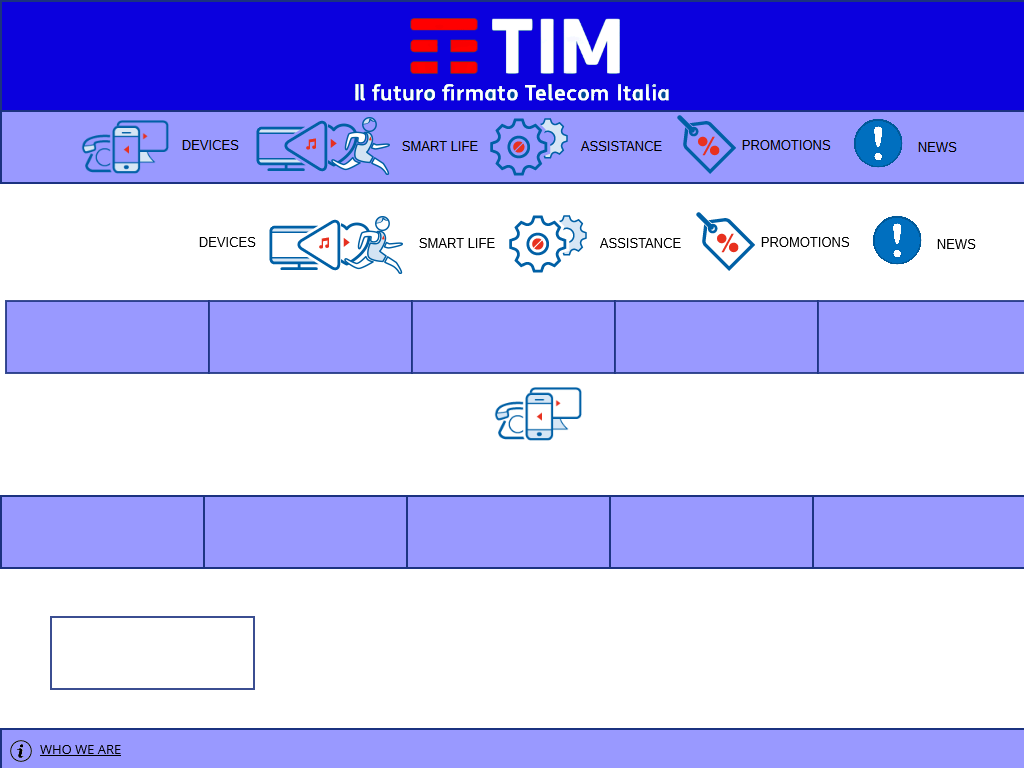 TIM
Il futuro firmato Telecom Italia
DEVICES SMART LIFE ASSISTANCE PROMOTIONS NEWS
DEVICES SMART LIFE ASSISTANCE PROMOTIONS NEWS
WHO WE ARE